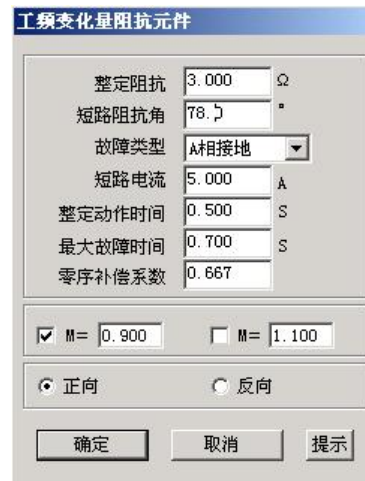 工频变化量阻抗元件
整定阻抗 3.000 Ω
短路阻抗角 78. °
故障类型 A相接地
短路电流 5.000 A
整定动作时间 0.500 S
最大故障时间 0.700 S
零序补偿系数 0.667
M= 0.900 M= 1.100
正向 反向
确定 取消 提示